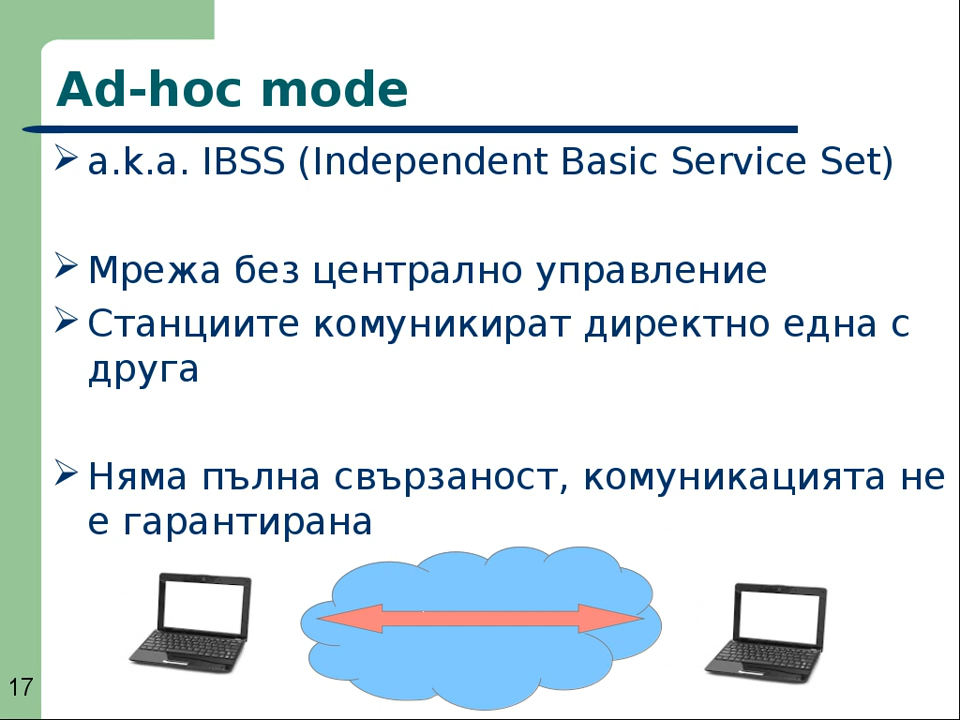 Ad-hoc mode
a.k.a. IBSS (Independent Basic Service Set)
Мрежа без централно управление
Станциите комуникират директно една с
друга
Няма пълна свързаност, комуникацията не
е гарантирана
17